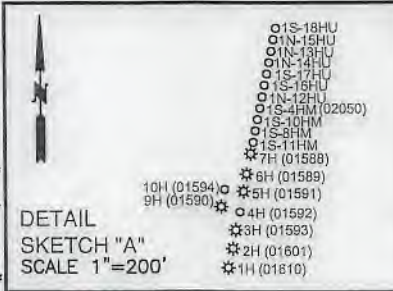 1S-18HU
1N-15HU
1N-13HU
1N-14HU
1S-17HU
1S-16HU
1N-12HU
1S-4HM (02050)
1S-10HM
1S-8HM
1S-11HM
7H (01588)
6H (01589)
10H (01594)
5H (01591)
9H (01590)
4H (01592)
3H (01593)
2H (01601)
1H (01610)
N
DETAIL
SKETCH "A"
SCALE 1"=200'